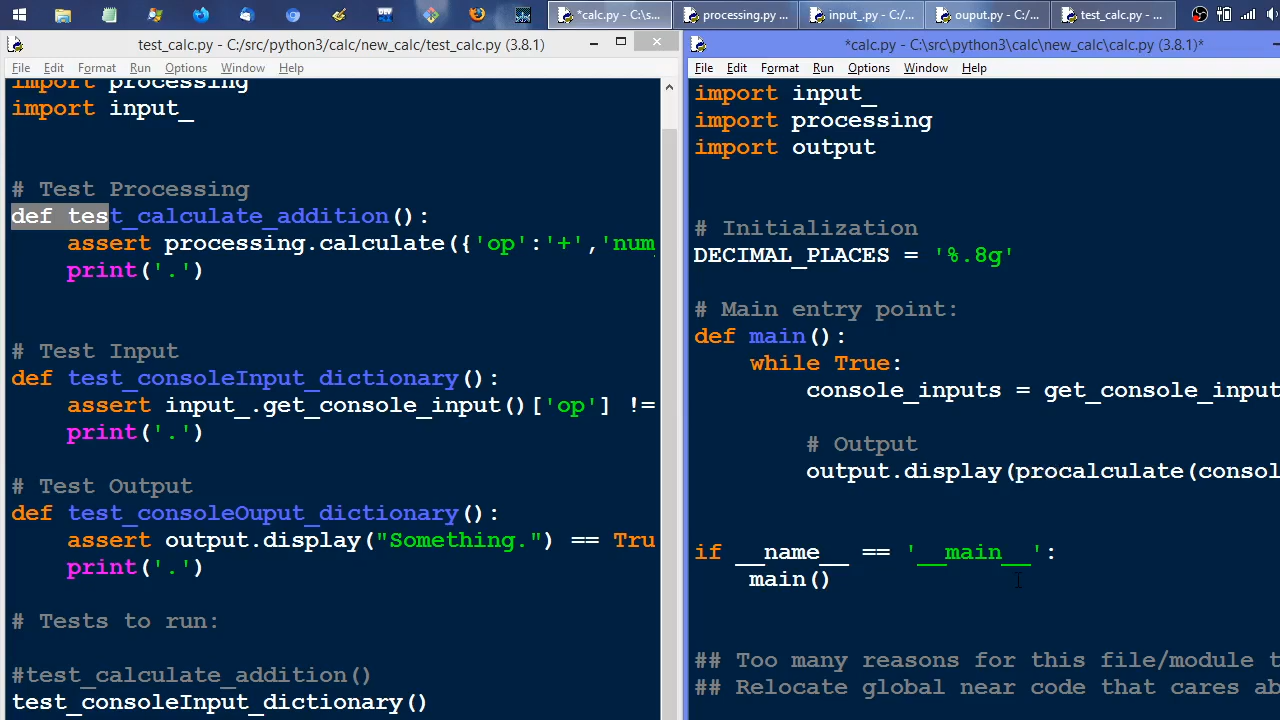 *calc.py - C:\s...
processing.py ...
input_.py - C:/...
ouput.py - C:/...
test_calc.py - ...
test_calc.py - C:/src/python3/calc/new_calc/test_calc.py (3.8.1)
File Edit Format Run Options Window Help
import processing
import input_
# Test Processing
def test_calculate_addition():
assert processing.calculate({'op':'+','num
print('.')
# Test Input
def test_consoleInput_dictionary():
assert input_.get_console_input()['op'] !=
print('.')
# Test Output
def test_consoleOuput_dictionary():
assert output.display("Something.") == Tru
print('.')
# Tests to run:
#test_calculate_addition()
test_consoleInput_dictionary()
*calc.py - C:\src\python3\calc\new_calc\calc.py (3.8.1)*
File Edit Format Run Options Window Help
import input_
import processing
import output
# Initialization
DECIMAL_PLACES = '%.8g'
# Main entry point:
def main():
while True:
console_inputs = get_console_input
# Output
output.display(procalculate(consol
if __name__ == '__main__':
main()
## Too many reasons for this file/module t
## Relocate global near code that cares ab